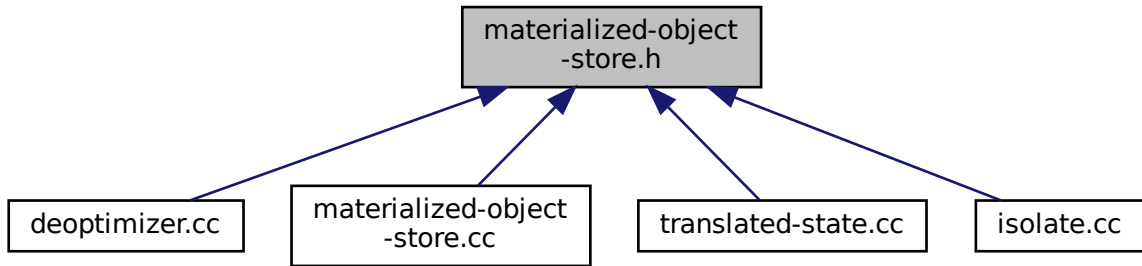 materialized-object
-store.h
deoptimizer.cc
materialized-object
-store.cc
translated-state.cc
isolate.cc